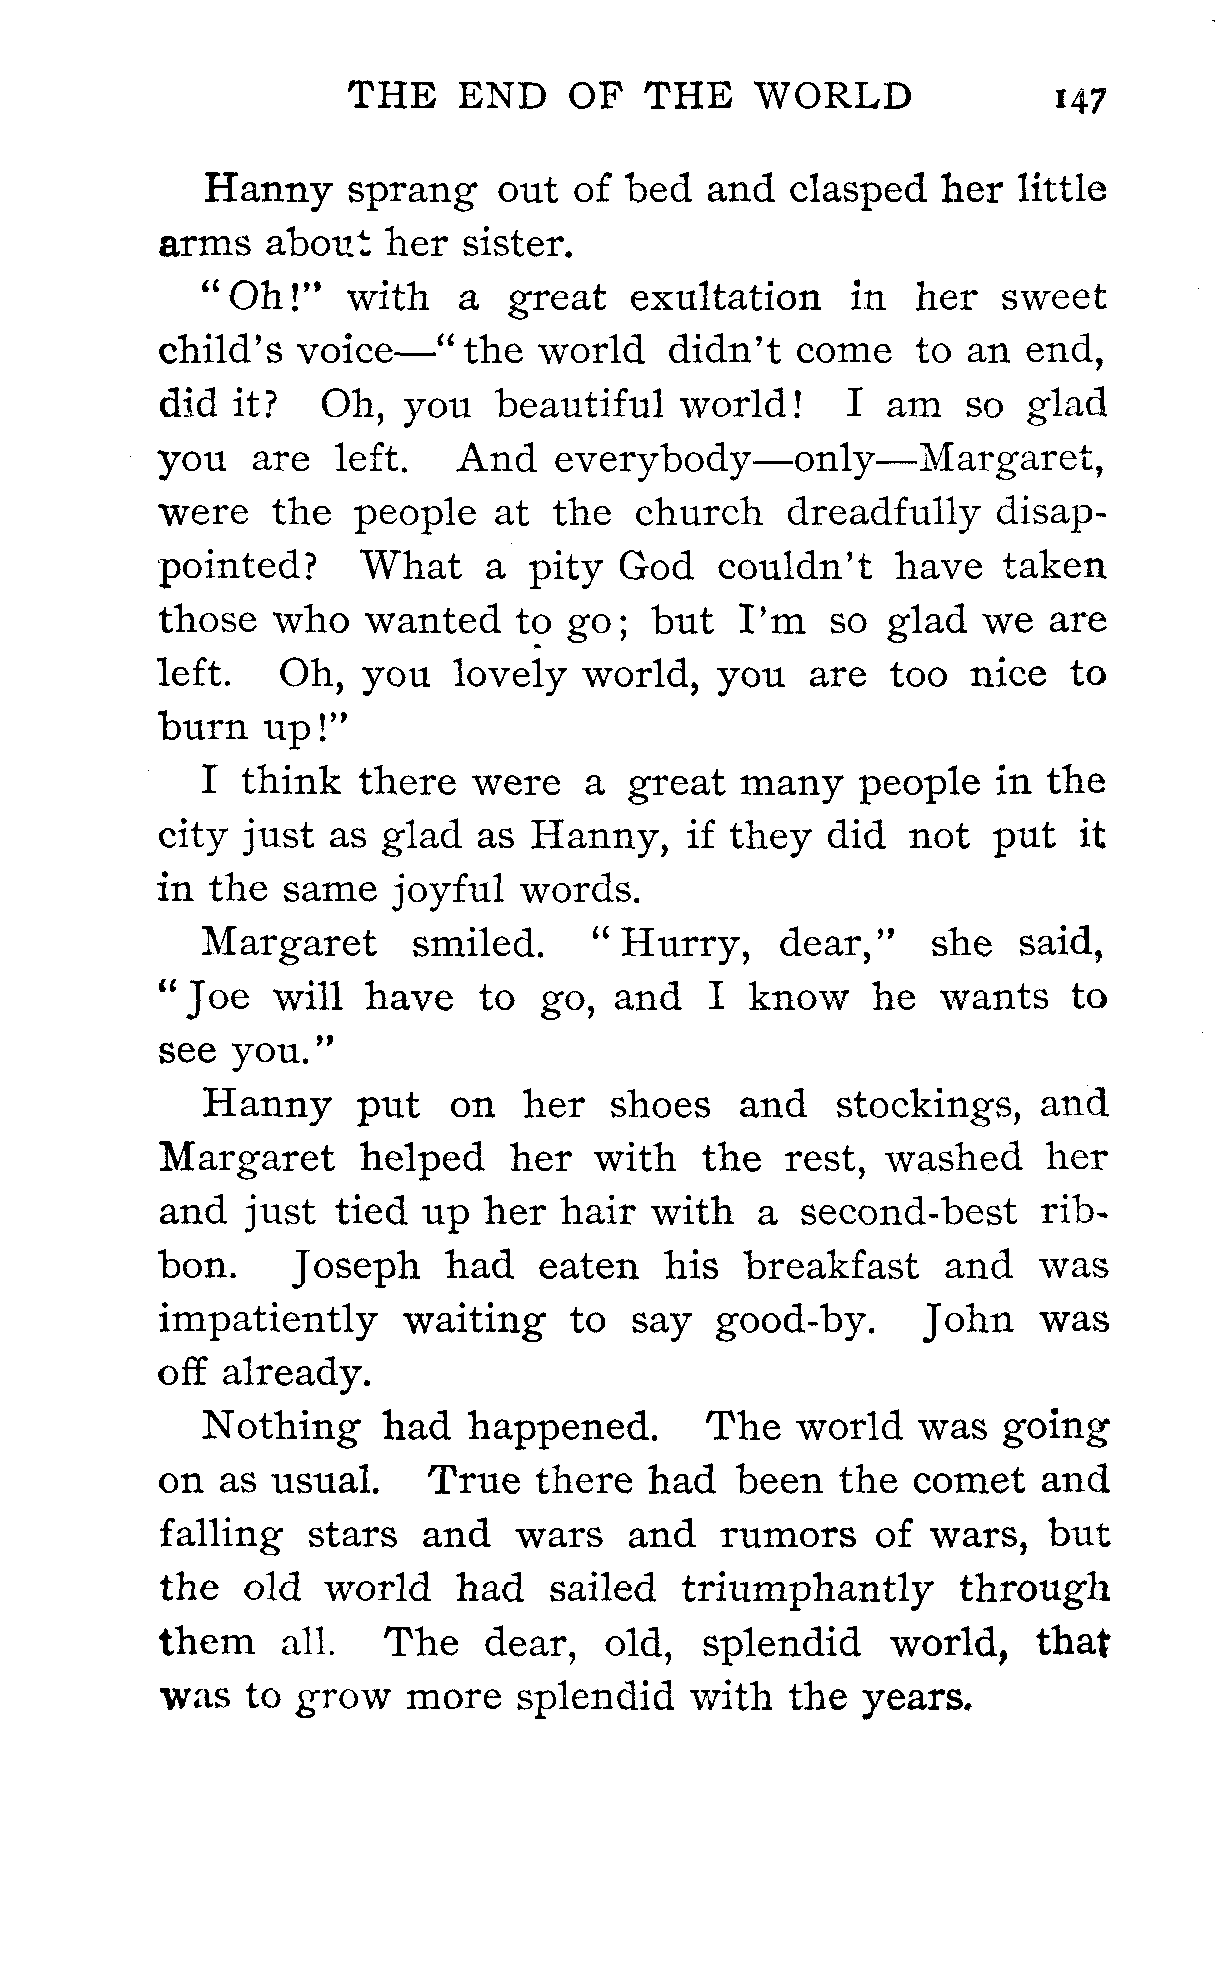 THE END OF THE WORLD 147
Hanny sprang out of bed and clasped her little
arms about her sister.
"Oh!" with a great exultation in her sweet
child's voice—"the world didn't come to an end,
did it? Oh, you beautiful world! I am so glad
you are left. And everybody—only—Margaret,
were the people at the church dreadfully disap-
pointed? What a pity God couldn't have taken
those who wanted to go; but I'm so glad we are
left. Oh, you lovely world, you are too nice to
burn up!"
I think there were a great many people in the
city just as glad as Hanny, if they did not put it
in the same joyful words.
Margaret smiled. "Hurry, dear," she said,
"Joe will have to go, and I know he wants to
see you."
Hanny put on her shoes and stockings, and
Margaret helped her with the rest, washed her
and just tied up her hair with a second-best rib-
bon. Joseph had eaten his breakfast and was
impatiently waiting to say good-by. John was
off already.
Nothing had happened. The world was going
on as usual. True there had been the comet and
falling stars and wars and rumors of wars, but
the old world had sailed triumphantly through
them all. The dear, old, splendid world, that
was to grow more splendid with the years.